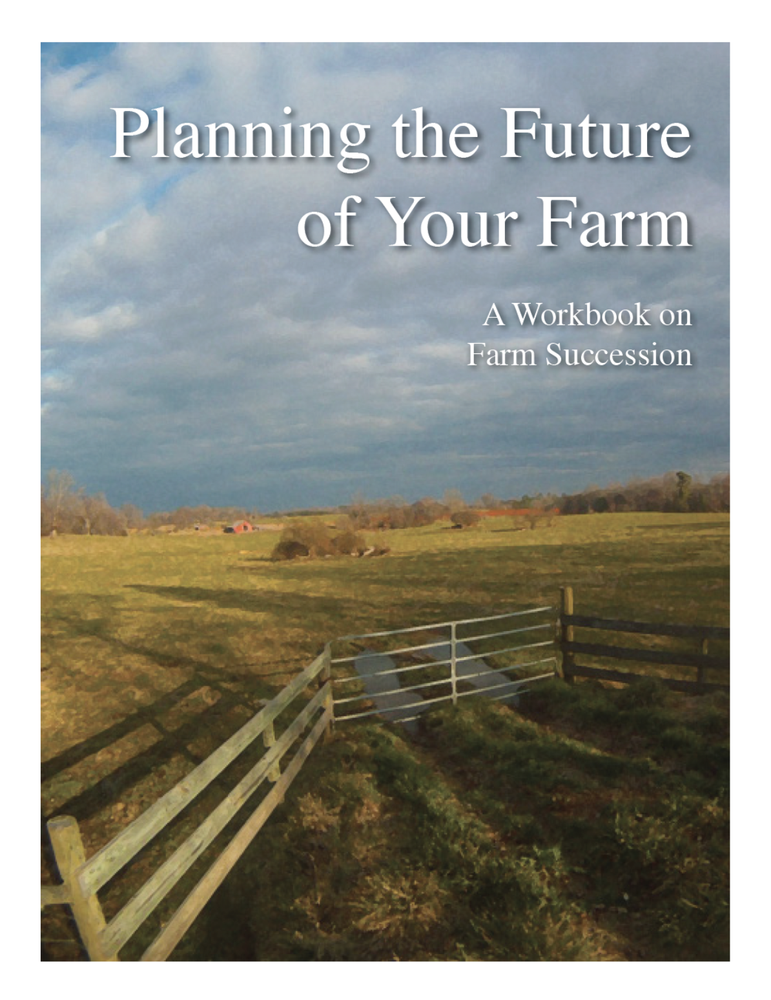 Planning the Future
of Your Farm
A Workbook on
Farm Succession